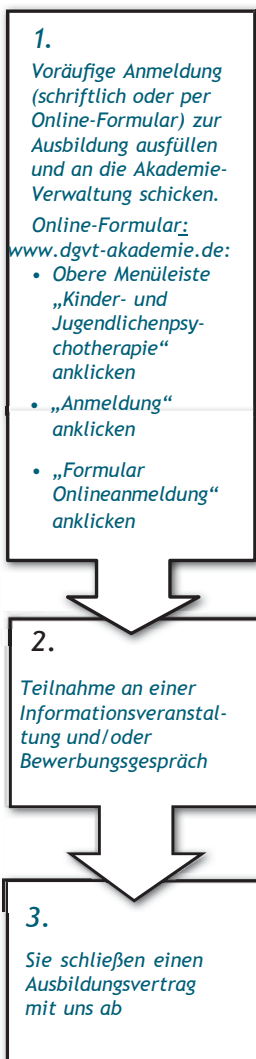 1.
Voräufige Anmeldung
(schriftlich oder per
Online-Formular) zur
Ausbildung ausfüllen
und an die Akademie-
Verwaltung schicken.
Online-Formular:
www.dgvt-akademie.de:
• Obere Menüleiste
„Kinder- und
Jugendlichenpsy-
chotherapie“
anklicken
• „Anmeldung“
anklicken
• „Formular
Onlineanmeldung“
anklicken
2.
Teilnahme an einer
Informationsveranstal-
tung und/oder
Bewerbungsgespräch
3.
Sie schließen einen
Ausbildungsvertrag
mit uns ab